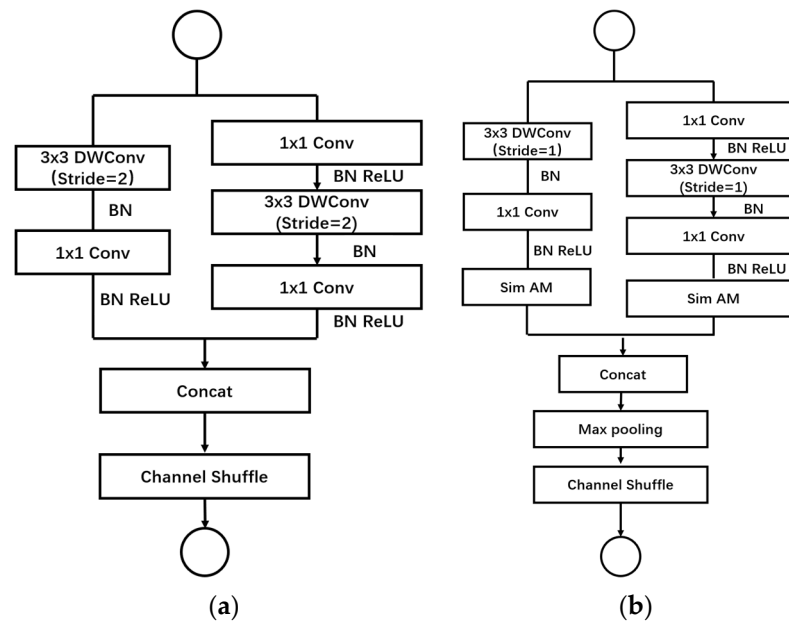 3x3 DWConv
(Stride=2)
BN
1x1 Conv
BN ReLU
1x1 Conv
BN ReLU
3x3 DWConv
(Stride=2)
BN
1x1 Conv
BN ReLU
Concat
Channel Shuffle
(a)
3x3 DWConv
(Stride=1)
BN
1x1 Conv
BN ReLU
Sim AM
1x1 Conv
BN ReLU
3x3 DWConv
(Stride=1)
BN
1x1 Conv
BN ReLU
Sim AM
Concat
Max pooling
Channel Shuffle
(b)